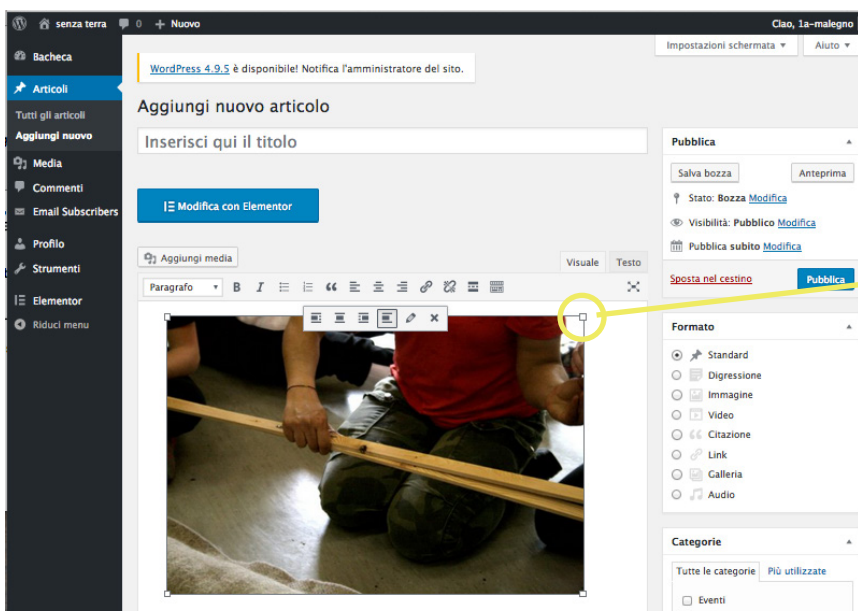 senza terra 0 + Nuovo Ciao, 1a-malegno
Impostazioni schermata Aiuto
Bacheca
Articoli
Tutti gli articoli
Aggiungi nuovo
Media
Commenti
Email Subscribers
Profilo
Strumenti
Elementor
Riduci menu
WordPress 4.9.5 è disponibile! Notifica l'amministratore del sito.
Aggiungi nuovo articolo
Inserisci qui il titolo
Modifica con Elementor
Aggiungi media
Visuale Testo
Paragrafo B I
Pubblica
Salva bozza Anteprima
Stato: Bozza Modifica
Visibilità: Pubblico Modifica
Pubblica subito Modifica
Sposta nel cestino Pubblica
Formato
Standard
Digressione
Immagine
Video
Citazione
Link
Galleria
Audio
Categorie
Tutte le categorie Più utilizzate
Eventi